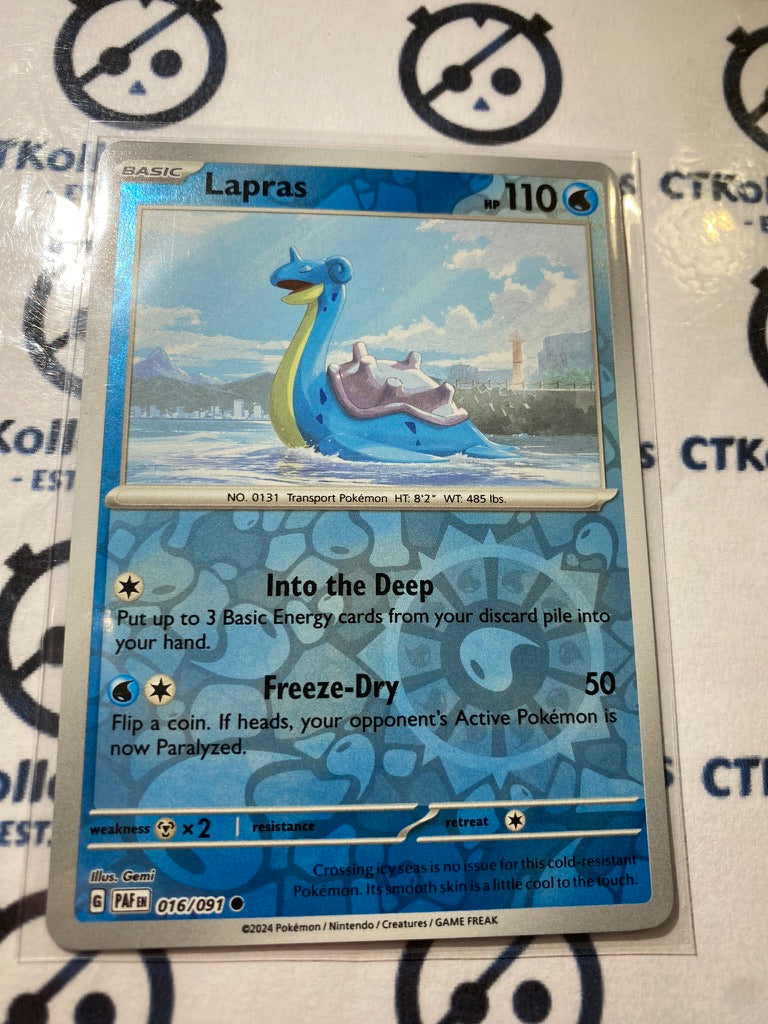 CTKoll
CTK
BASIC
Lapras
HP 110
NO. 0131 Transport Pokémon HT: 8'2" WT: 485 lbs.
Into the Deep
Put up to 3 Basic Energy cards from your discard pile into
your hand.
Freeze-Dry 50
Flip a coin. If heads, your opponent's Active Pokémon is
now Paralyzed.
weakness ×2 resistance retreat
Crossing icy seas is no issue for this cold-resistant
Pokémon. Its smooth skin is a little cool to the touch.
Illus. Gemi
G PAF EN 016/091
©2024 Pokémon / Nintendo / Creatures / GAME FREAK